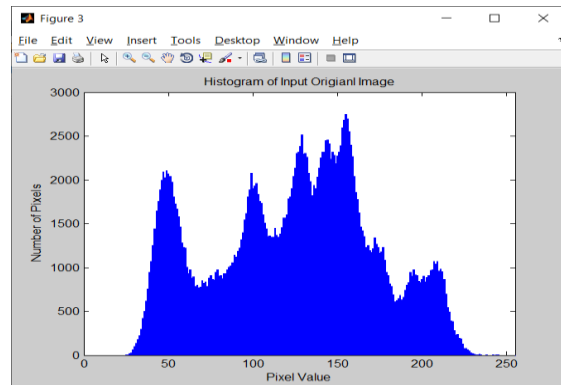 Figure 3
File Edit View Insert Tools Desktop Window Help
Histogram of Input Origianl Image
3000
2500
2000
1500
1000
500
0
Number of Pixels
0 50 100 150 200 250
Pixel Value